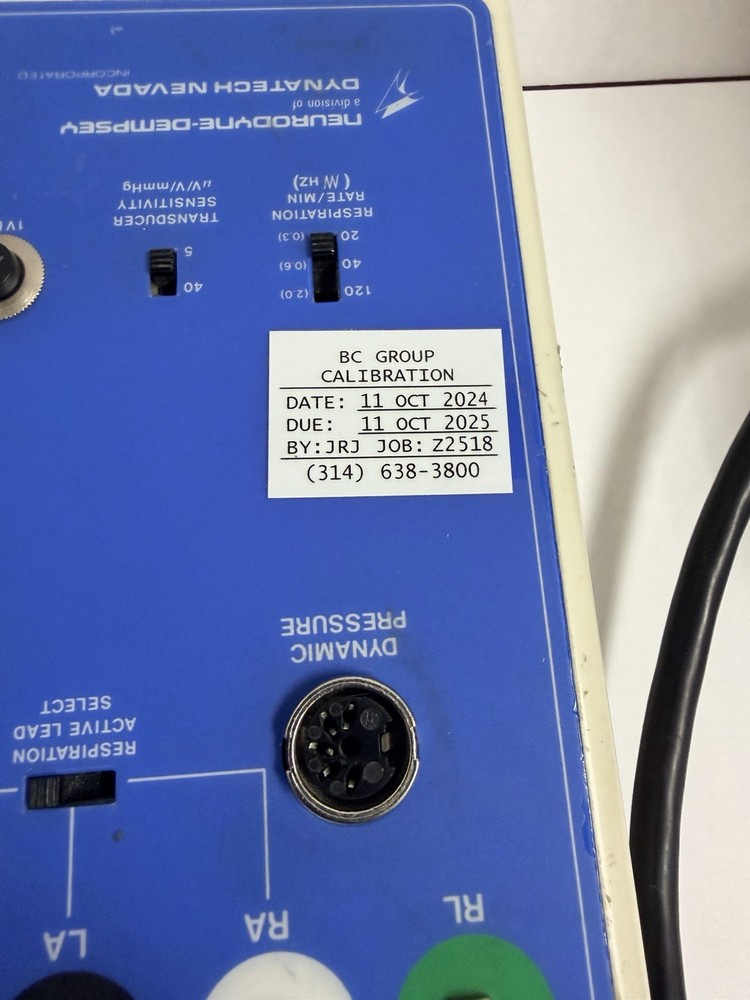 NEURODYNE-DEMPSEY
a division of
DYNATECH NEVADA
INCORPORATED
RESPIRATION
RATE/MIN
(HZ)
20 (0.3)
40 (0.6)
120 (2.0)
TRANSDUCER
SENSITIVITY
µV/V/mmHg
5
40
BC GROUP
CALIBRATION
DATE: 11 OCT 2024
DUE: 11 OCT 2025
BY:JRJ JOB: Z2518
(314) 638-3800
DYNAMIC
PRESSURE
RESPIRATION
ACTIVE LEAD
SELECT
RL
RA
LA